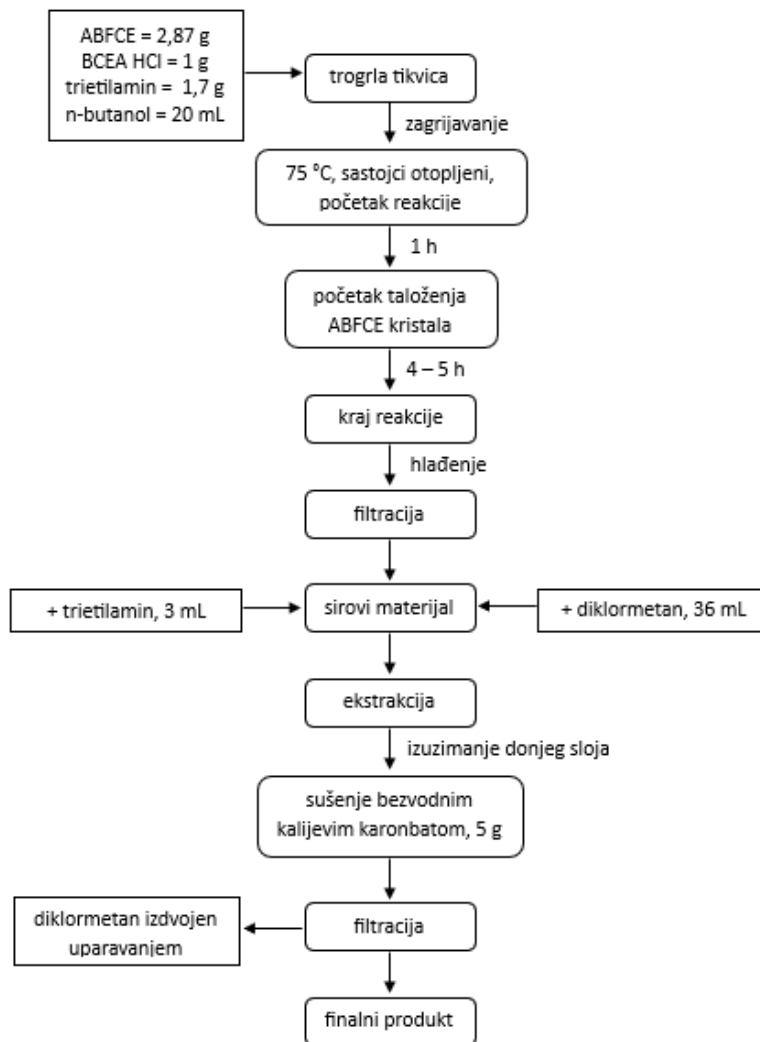 ABFCE = 2,87 g
BCEA HCl = 1 g
trietilamin = 1,7 g
n-butanol = 20 mL
trogrla tikvica
zagrijavanje
75 °C, sastojci otopljeni,
početak reakcije
1 h
početak taloženja
ABFCE kristala
4 – 5 h
kraj reakcije
hlađenje
filtracija
+ trietilamin, 3 mL
sirovi materijal
+ diklormetan, 36 mL
ekstrakcija
izuzimanje donjeg sloja
sušenje bezvodnim
kalijevim karonbatom, 5 g
diklormetan izdvojen
uparavanjem
filtracija
finalni produkt